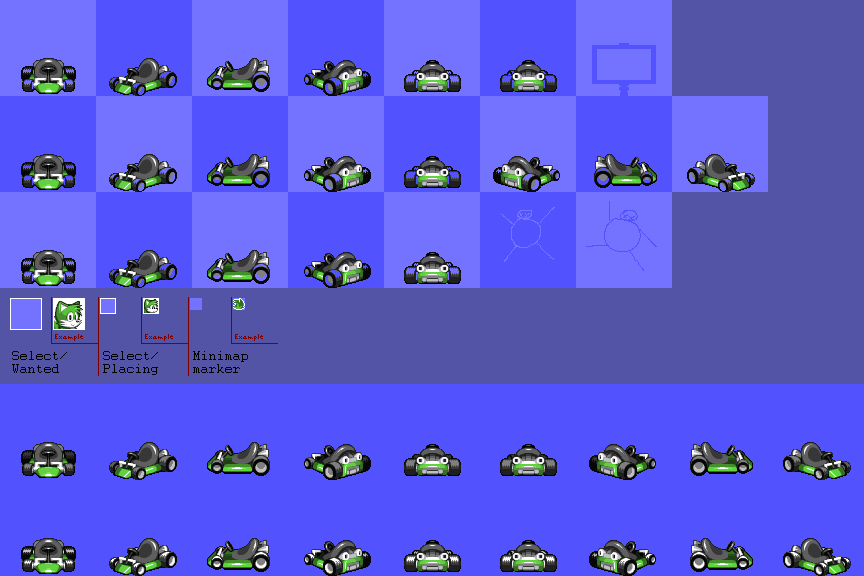 Example
Example
Example
Select/
Wanted
Select/
Placing
Minimap
marker